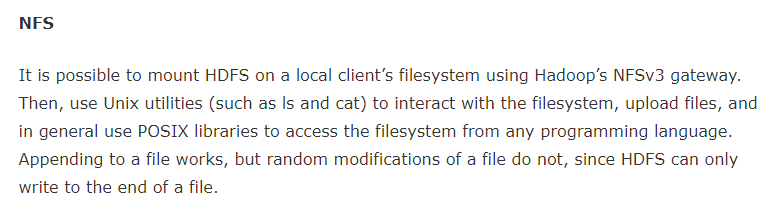 NFS
It is possible to mount HDFS on a local client’s filesystem using Hadoop’s NFSv3 gateway.
Then, use Unix utilities (such as ls and cat) to interact with the filesystem, upload files, and
in general use POSIX libraries to access the filesystem from any programming language.
Appending to a file works, but random modifications of a file do not, since HDFS can only
write to the end of a file.